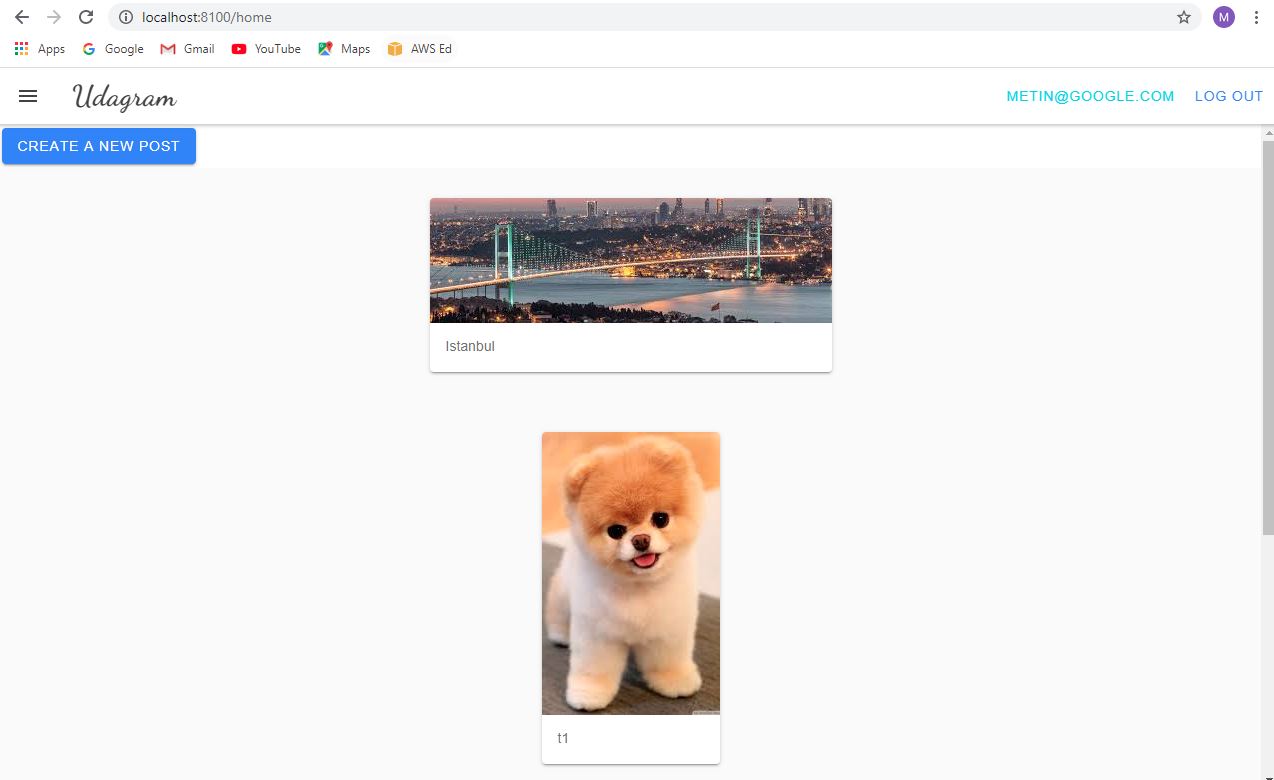 localhost:8100/home
M
Apps Google Gmail YouTube Maps AWS Ed
Udagram
METIN@GOOGLE.COM LOG OUT
CREATE A NEW POST
Istanbul
t1